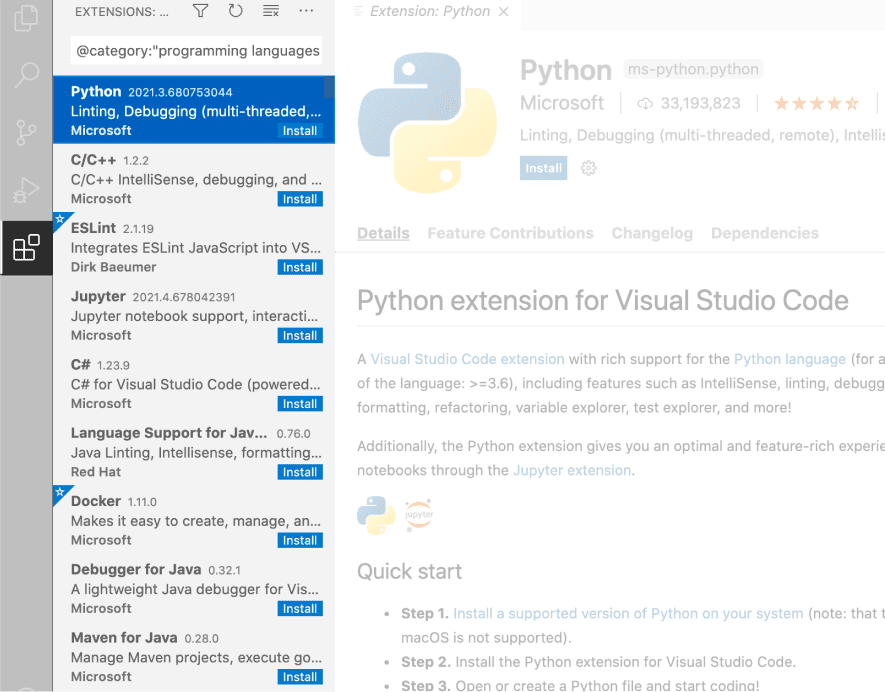 EXTENSIONS: ...
@category:"programming languages
Python 2021.3.680753044
Linting, Debugging (multi-threaded,...
Microsoft Install
C/C++ 1.2.2
C/C++ IntelliSense, debugging, and ...
Microsoft Install
ESLint 2.1.19
Integrates ESLint JavaScript into VS...
Dirk Baeumer Install
Jupyter 2021.4.678042391
Jupyter notebook support, interacti...
Microsoft Install
C# 1.23.9
C# for Visual Studio Code (powered...
Microsoft Install
Language Support for Jav... 0.76.0
Java Linting, Intellisense, formatting...
Red Hat Install
Docker 1.11.0
Makes it easy to create, manage, an...
Microsoft Install
Debugger for Java 0.32.1
A lightweight Java debugger for Vis...
Microsoft Install
Maven for Java 0.28.0
Manage Maven projects, execute go...
Microsoft Install
Extension: Python
Python ms-python.python
Microsoft 33,193,823
Linting, Debugging (multi-threaded, remote), Intellis
Install
Details Feature Contributions Changelog Dependencies
Python extension for Visual Studio Code
A Visual Studio Code extension with rich support for the Python language (for a
of the language: >=3.6), including features such as IntelliSense, linting, debugg
formatting, refactoring, variable explorer, test explorer, and more!
Additionally, the Python extension gives you an optimal and feature-rich experie
notebooks through the Jupyter extension.
jupyter
Quick start
• Step 1. Install a supported version of Python on your system (note: that t
macOS is not supported).
• Step 2. Install the Python extension for Visual Studio Code.
• Step 3. Open or create a Python file and start coding!